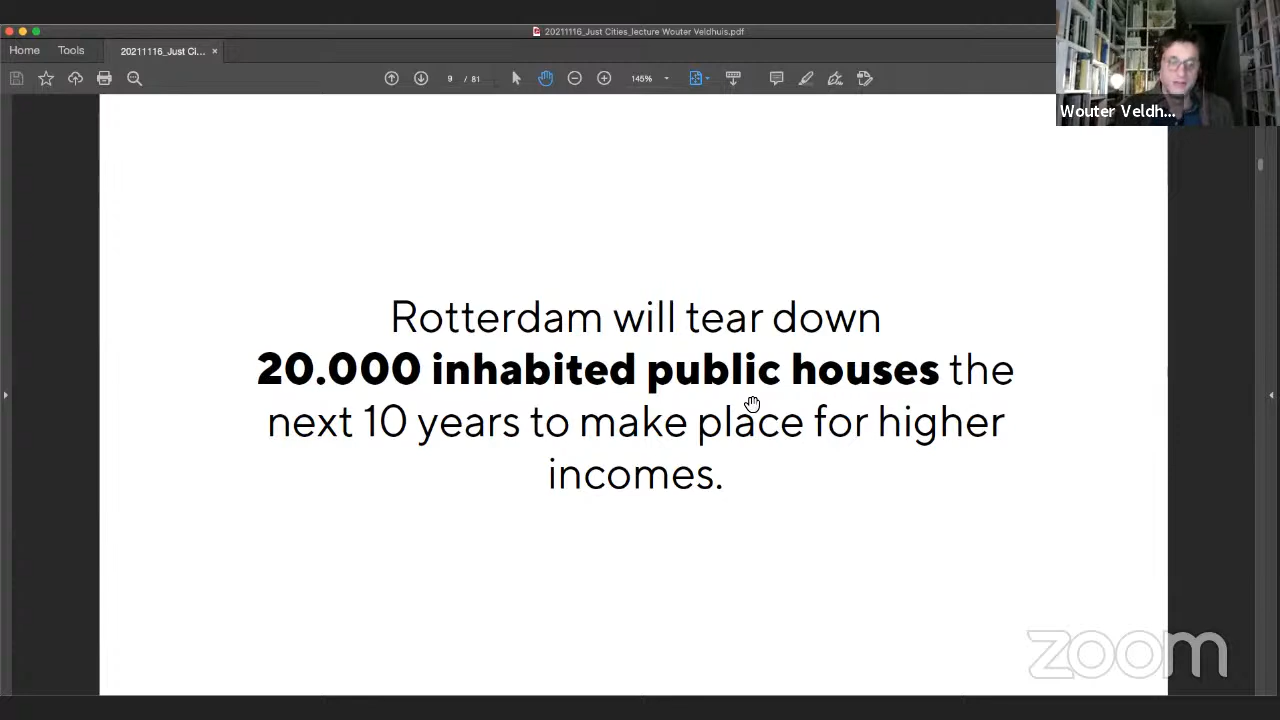 20211116_Just Cities_lecture Wouter Veldhuis.pdf
Home Tools 20211116_Just Ci... ×
9 / 81 145%
Wouter Veldh...
Rotterdam will tear down
20.000 inhabited public houses the
next 10 years to make place for higher
incomes.
zoom